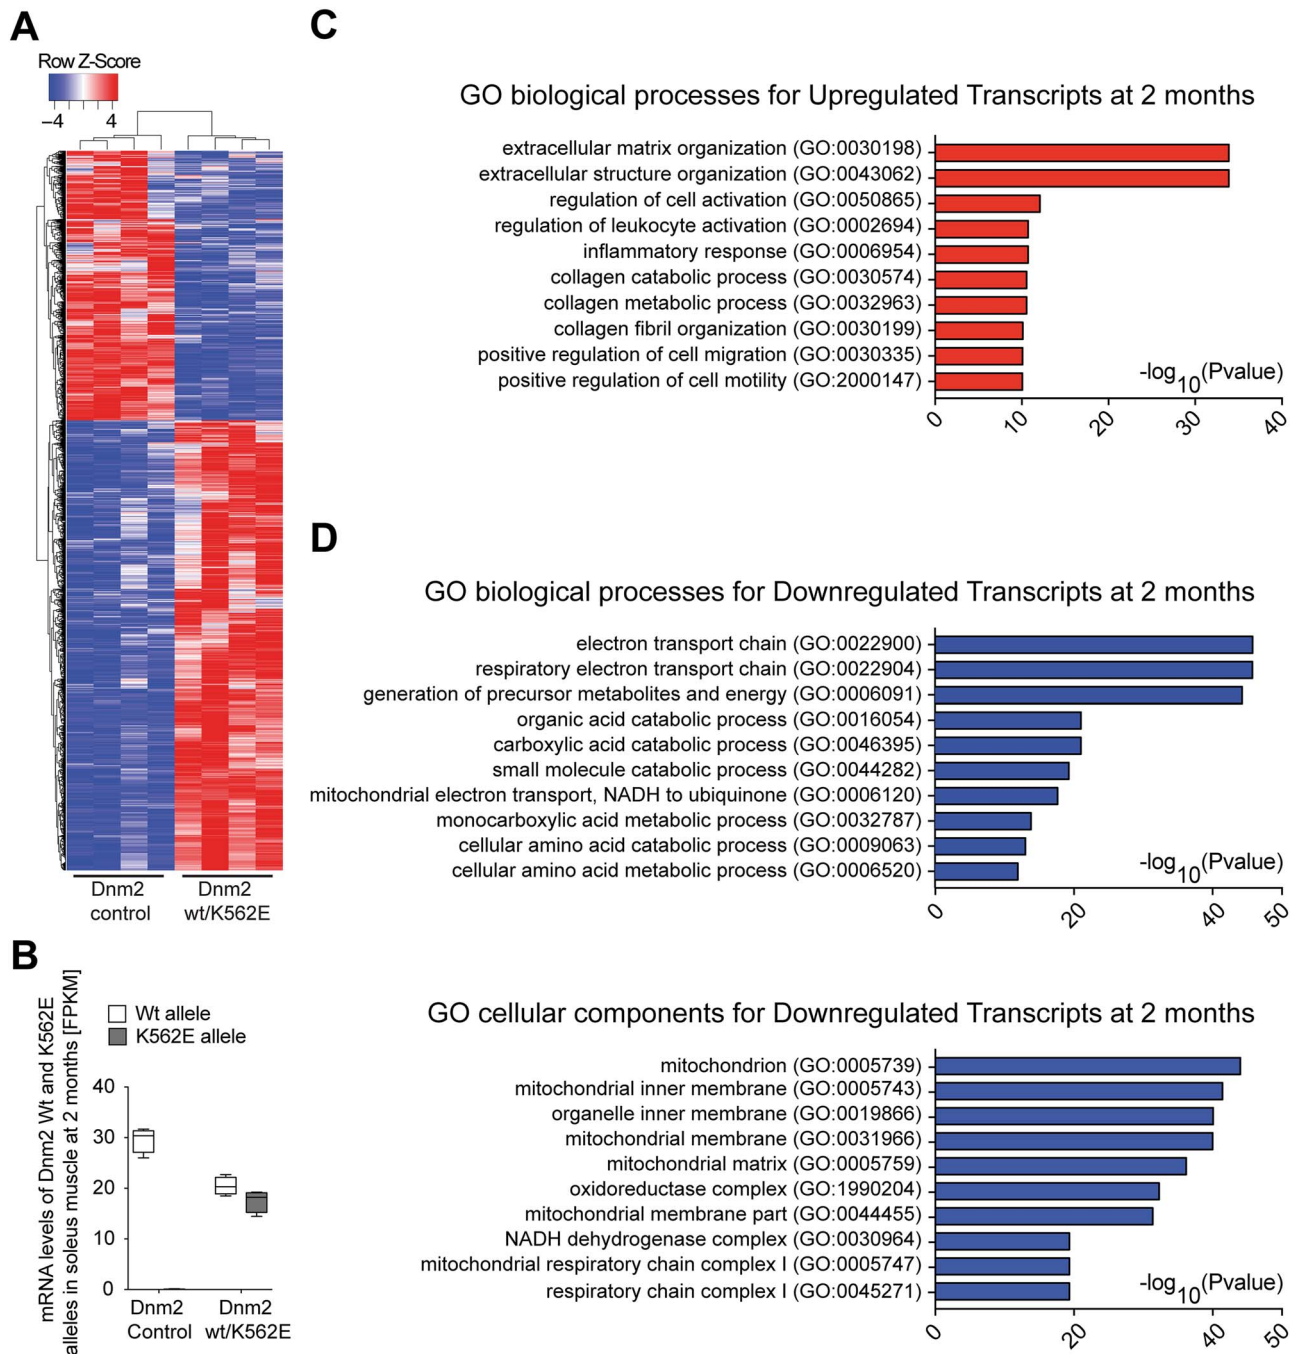 A
Row Z-Score
−4 4
Dnm2 control
Dnm2 wt/K562E
B
mRNA levels of Dnm2 Wt and K562E
alleles in soleus muscle at 2 months [FPKM]
Wt allele
K562E allele
40
30
20
10
0
Dnm2 Control
Dnm2 wt/K562E
C
GO biological processes for Upregulated Transcripts at 2 months
extracellular matrix organization (GO:0030198)
extracellular structure organization (GO:0043062)
regulation of cell activation (GO:0050865)
regulation of leukocyte activation (GO:0002694)
inflammatory response (GO:0006954)
collagen catabolic process (GO:0030574)
collagen metabolic process (GO:0032963)
collagen fibril organization (GO:0030199)
positive regulation of cell migration (GO:0030335)
positive regulation of cell motility (GO:2000147)
-log10(Pvalue)
0 10 20 30 40
D
GO biological processes for Downregulated Transcripts at 2 months
electron transport chain (GO:0022900)
respiratory electron transport chain (GO:0022904)
generation of precursor metabolites and energy (GO:0006091)
organic acid catabolic process (GO:0016054)
carboxylic acid catabolic process (GO:0046395)
small molecule catabolic process (GO:0044282)
mitochondrial electron transport, NADH to ubiquinone (GO:0006120)
monocarboxylic acid metabolic process (GO:0032787)
cellular amino acid catabolic process (GO:0009063)
cellular amino acid metabolic process (GO:0006520)
-log10(Pvalue)
0 20 40 50
GO cellular components for Downregulated Transcripts at 2 months
mitochondrion (GO:0005739)
mitochondrial inner membrane (GO:0005743)
organelle inner membrane (GO:0019866)
mitochondrial membrane (GO:0031966)
mitochondrial matrix (GO:0005759)
oxidoreductase complex (GO:1990204)
mitochondrial membrane part (GO:0044455)
NADH dehydrogenase complex (GO:0030964)
mitochondrial respiratory chain complex I (GO:0005747)
respiratory chain complex I (GO:0045271)
-log10(Pvalue)
0 20 40 50